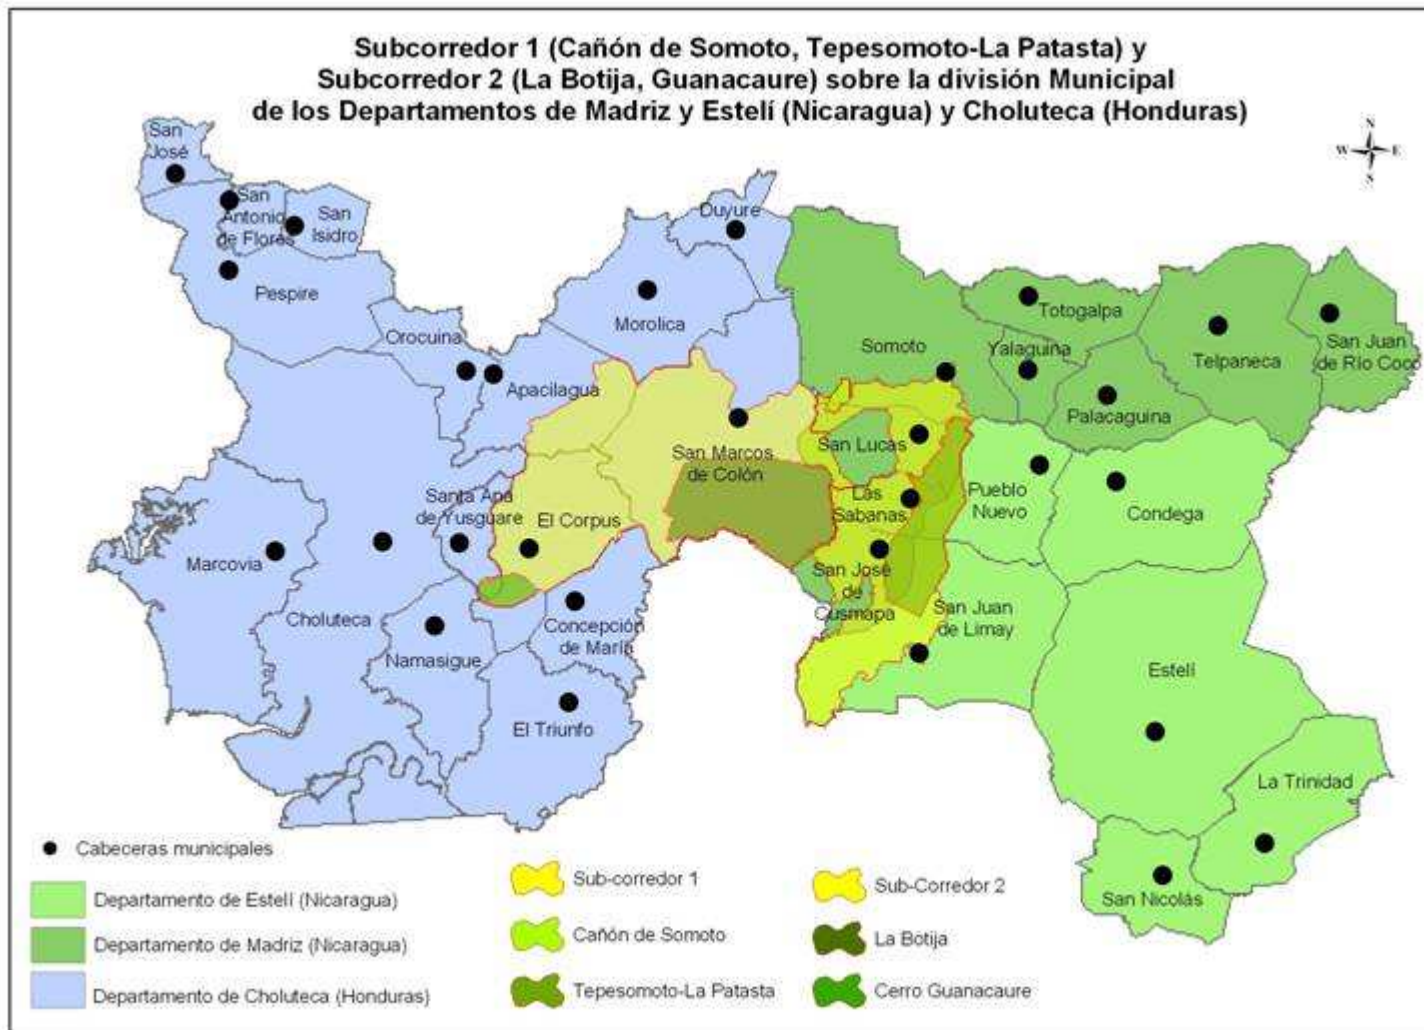 Subcorredor 1 (Cañón de Somoto, Tepesomoto-La Patasta) y
Subcorredor 2 (La Botija, Guanacaure) sobre la división Municipal
de los Departamentos de Madriz y Estelí (Nicaragua) y Choluteca (Honduras)
N
W E
S
San
José
San
Antonio
de Flores
San
Isidro
Pespire
Duyure
Morolica
Orocuina
Apacilagua
Somoto
Totogalpa
Yalaguina
Telpaneca
San Juan
de Río Coco
Palacaguina
San Lucas
San Marcos
de Colón
Santa Ana
de Yusguare
El Corpus
Las
Sabanas
Pueblo
Nuevo
Condega
Marcovia
Choluteca
San José
de
Cusmapa
San Juan
de Limay
Concepción
de María
Namasigue
El Triunfo
Estelí
La Trinidad
San Nicolás
Cabeceras municipales
Departamento de Estelí (Nicaragua)
Departamento de Madriz (Nicaragua)
Departamento de Choluteca (Honduras)
Sub-corredor 1
Cañón de Somoto
Tepesomoto-La Patasta
Sub-Corredor 2
La Botija
Cerro Guanacaure